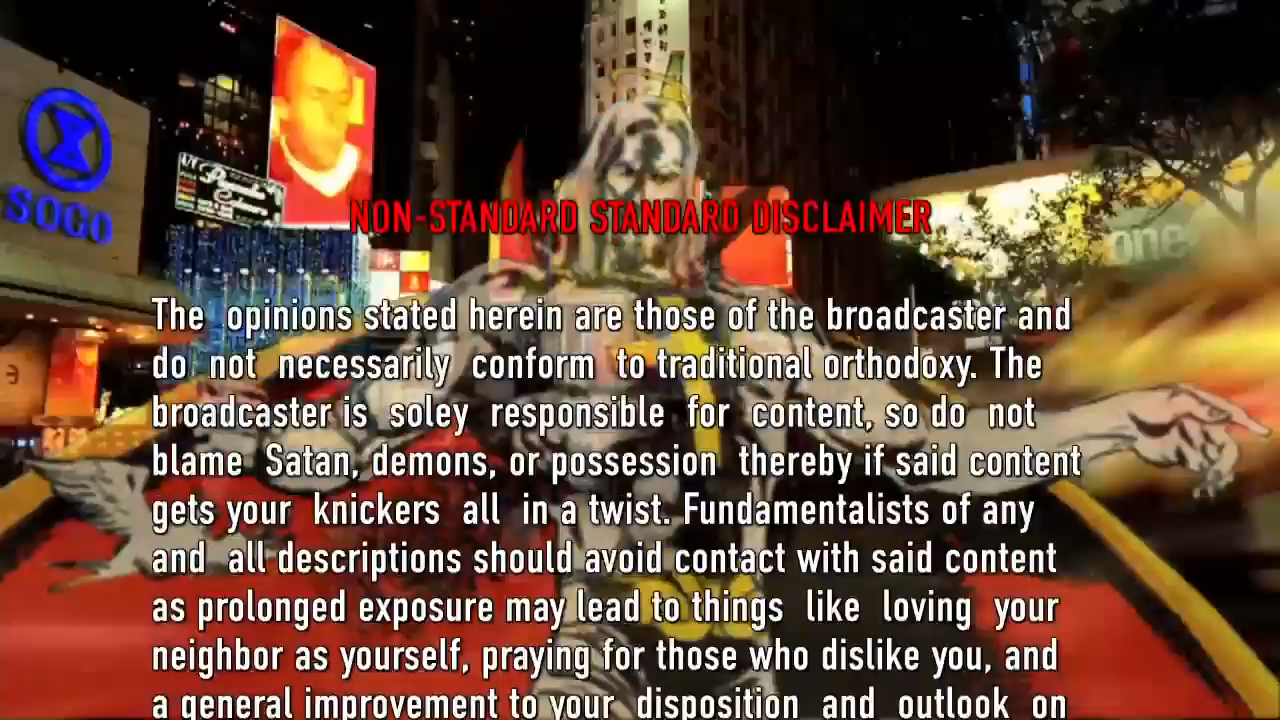 SOGO
NON-STANDARD STANDARD DISCLAIMER
one
The opinions stated herein are those of the broadcaster and
do not necessarily conform to traditional orthodoxy. The
broadcaster is soley responsible for content, so do not
blame Satan, demons, or possession thereby if said content
gets your knickers all in a twist. Fundamentalists of any
and all descriptions should avoid contact with said content
as prolonged exposure may lead to things like loving your
neighbor as yourself, praying for those who dislike you, and
a general improvement to your disposition and outlook on